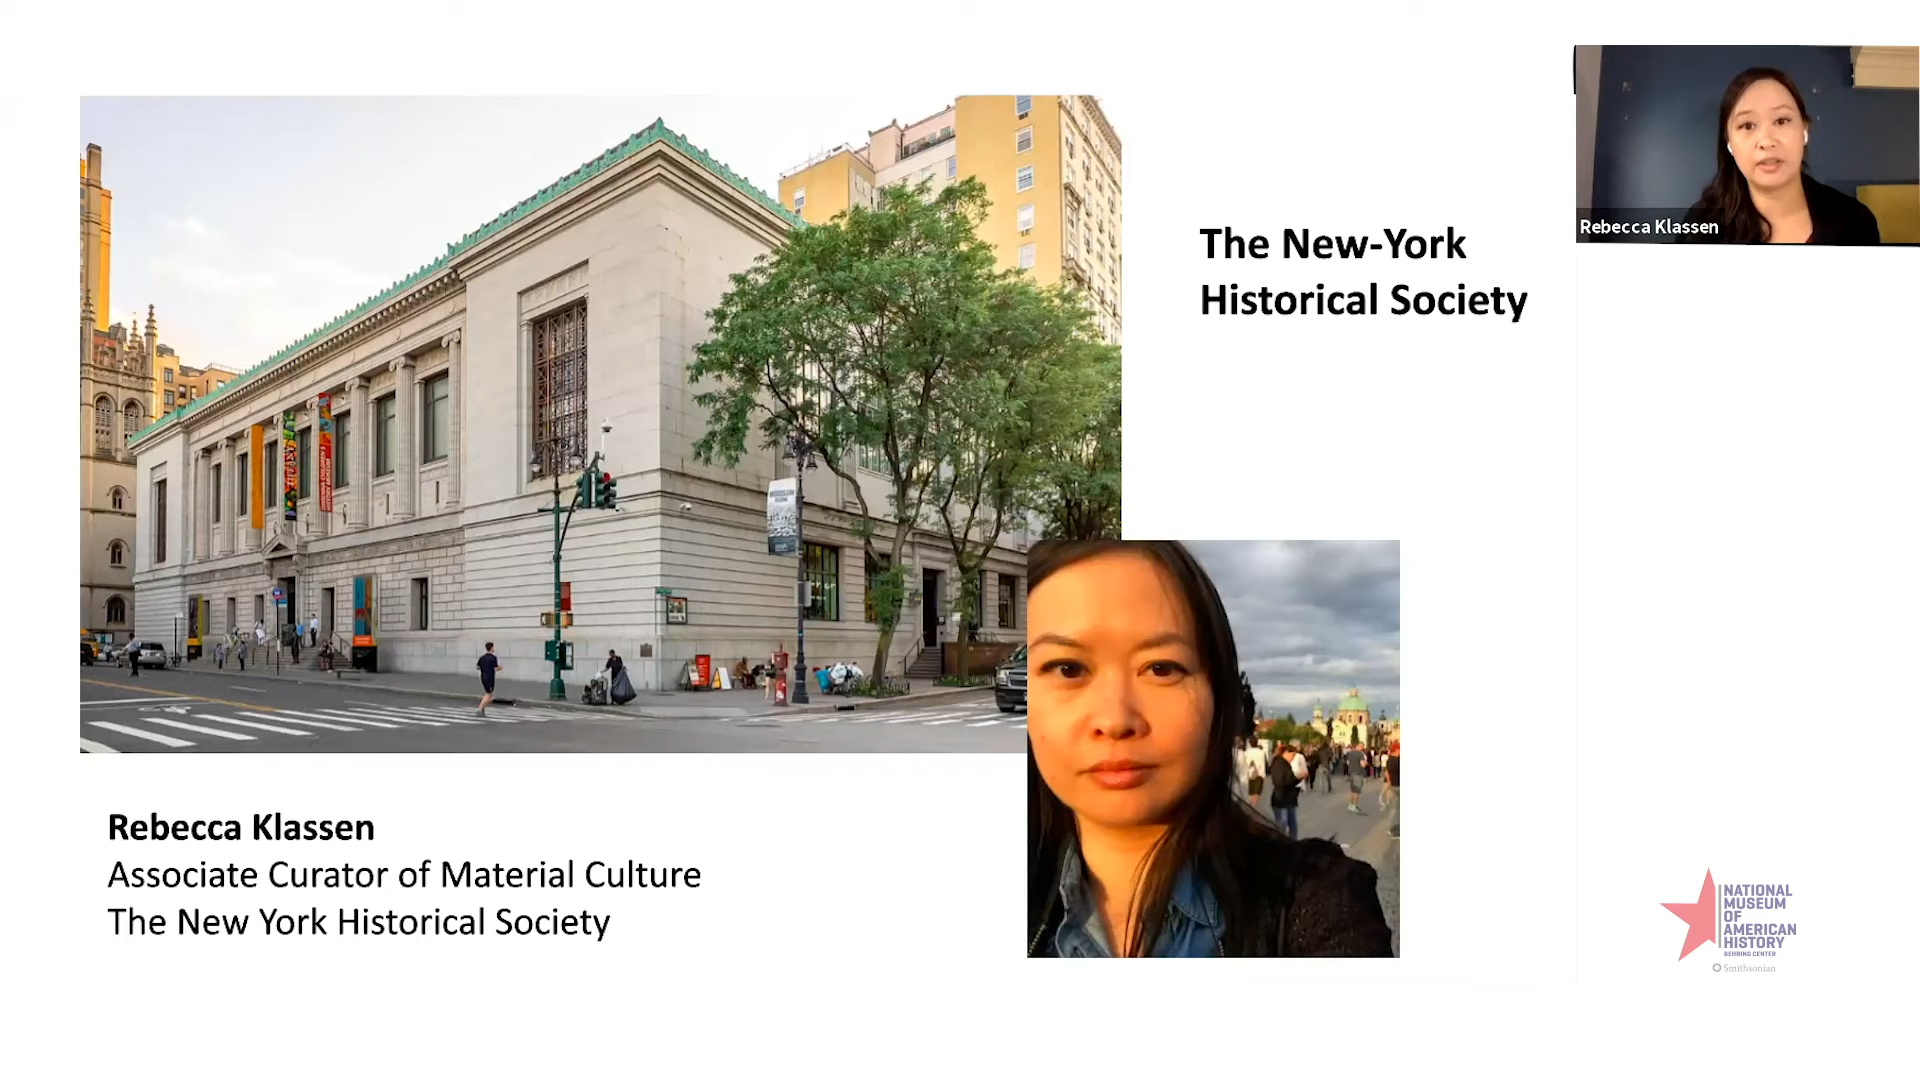 The New-York
Historical Society
Rebecca Klassen
Rebecca Klassen
Associate Curator of Material Culture
The New York Historical Society
NATIONAL
MUSEUM
OF
AMERICAN
HISTORY
BEHRING CENTER
Smithsonian